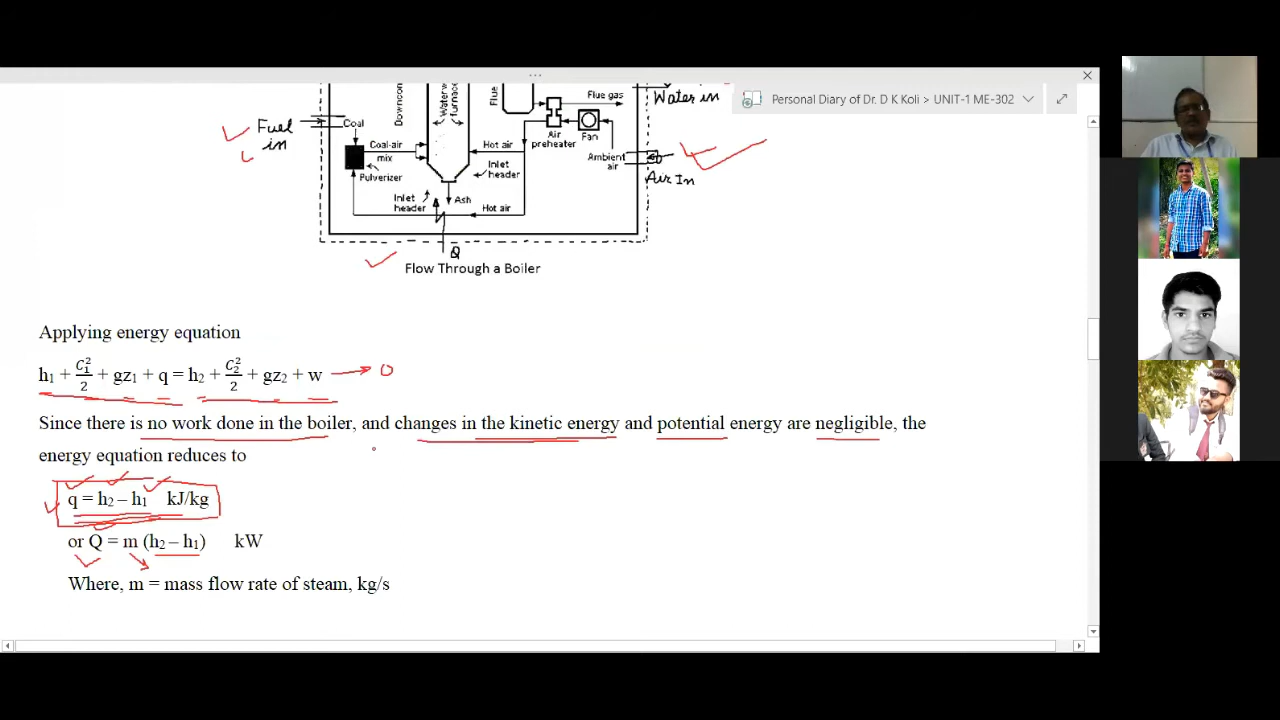 Personal Diary of Dr. D K Koli > UNIT-1 ME-302
Water in
Flue gas
Flue
Waterw
furnace
Downcon
Fuel in
Coal
Coal-air mix
Pulverizer
Hot air
Air preheater
Fan
Ambient air
Air In
Inlet header
Inlet header
Ash
Hot air
Q
Flow Through a Boiler
Applying energy equation
h₁ + C₁²/2 + gz₁ + q = h₂ + C₂²/2 + gz₂ + w → 0
Since there is no work done in the boiler, and changes in the kinetic energy and potential energy are negligible, the
energy equation reduces to
q = h₂ – h₁ kJ/kg
or Q = m (h₂ – h₁) kW
Where, m = mass flow rate of steam, kg/s